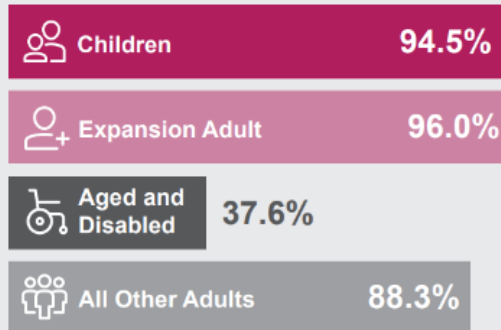 Children 94.5%
Expansion Adult 96.0%
Aged and
Disabled
37.6%
All Other Adults 88.3%